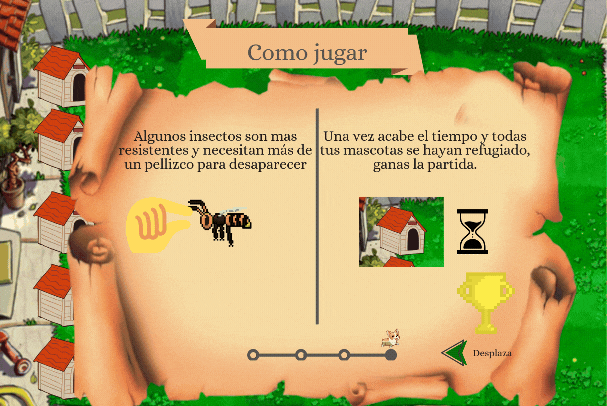 Como jugar
Algunos insectos son mas
resistentes y necesitan más de
un pellizco para desaparecer
Una vez acabe el tiempo y todas
tus mascotas se hayan refugiado,
ganas la partida.
Desplaza